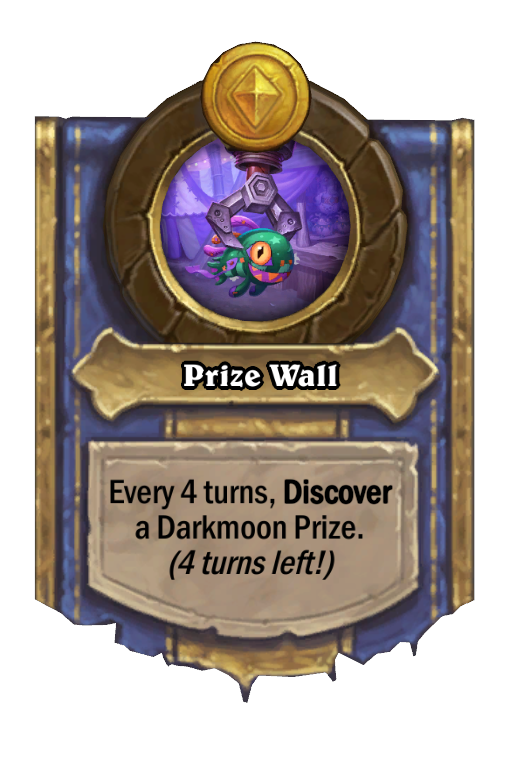 Prize Wall
Every 4 turns, Discover
a Darkmoon Prize.
(4 turns left!)